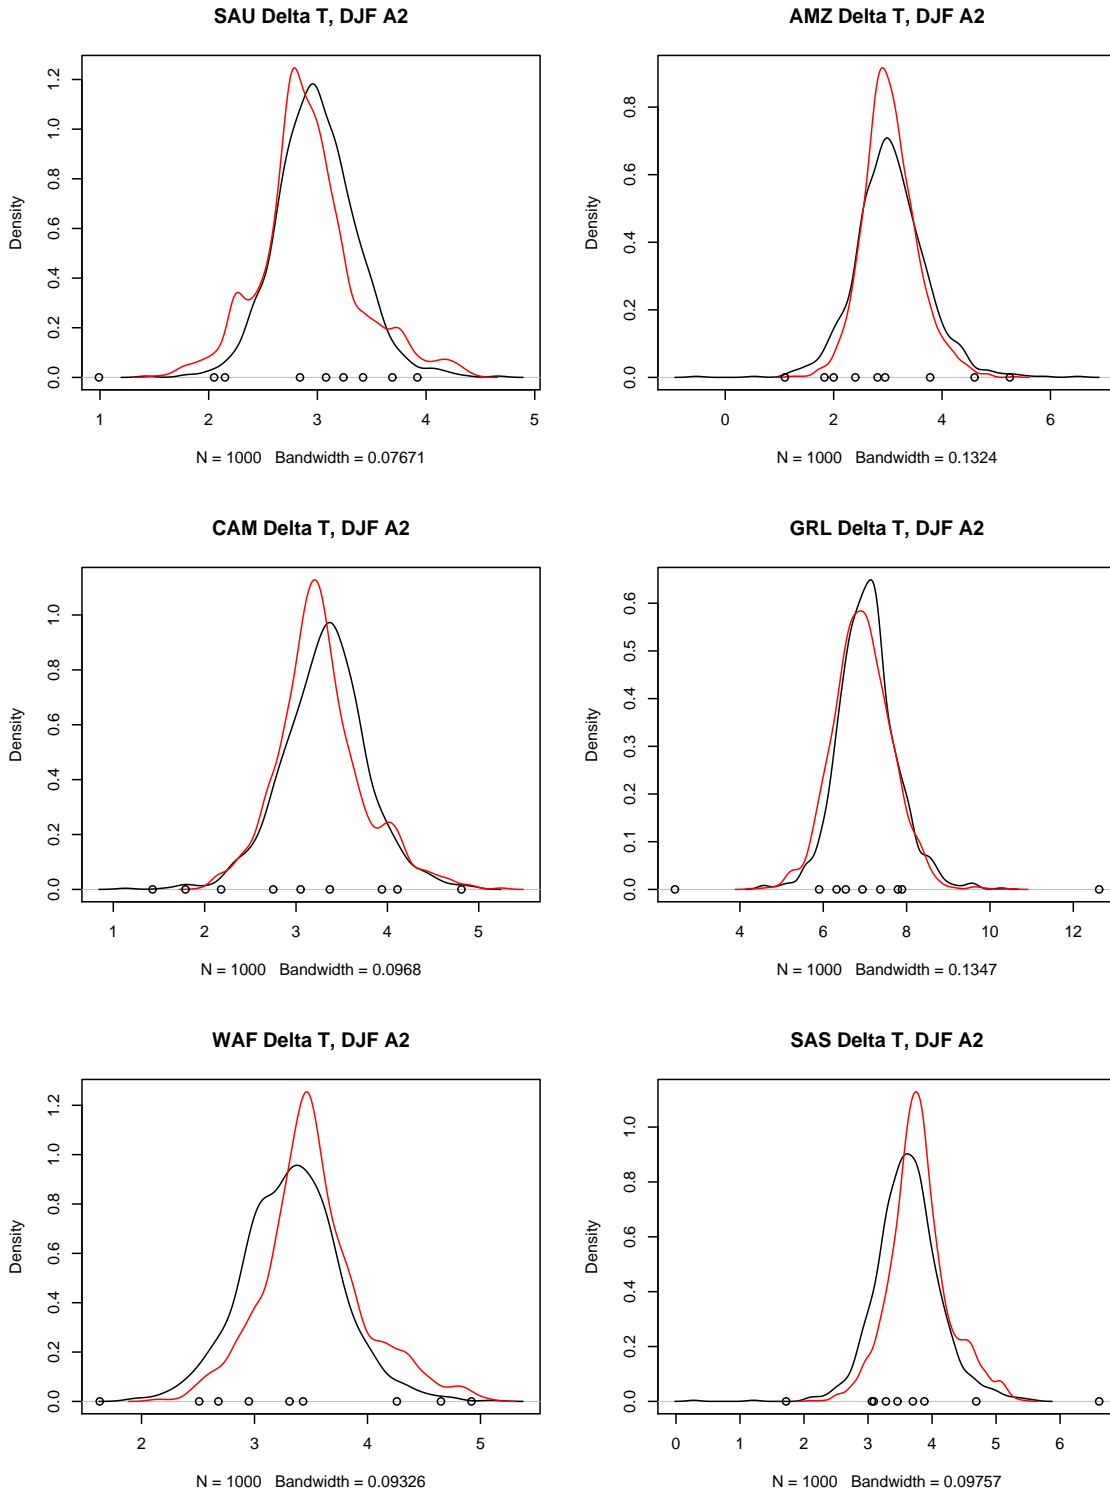 SAU Delta T, DJF A2
Density
0.0 0.2 0.4 0.6 0.8 1.0 1.2
1 2 3 4 5
N = 1000 Bandwidth = 0.07671
AMZ Delta T, DJF A2
Density
0.0 0.2 0.4 0.6 0.8
0 2 4 6
N = 1000 Bandwidth = 0.1324
CAM Delta T, DJF A2
Density
0.0 0.2 0.4 0.6 0.8 1.0
1 2 3 4 5
N = 1000 Bandwidth = 0.0968
GRL Delta T, DJF A2
Density
0.0 0.1 0.2 0.3 0.4 0.5 0.6
4 6 8 10 12
N = 1000 Bandwidth = 0.1347
WAF Delta T, DJF A2
Density
0.0 0.2 0.4 0.6 0.8 1.0 1.2
2 3 4 5
N = 1000 Bandwidth = 0.09326
SAS Delta T, DJF A2
Density
0.0 0.2 0.4 0.6 0.8 1.0
0 1 2 3 4 5 6
N = 1000 Bandwidth = 0.09757